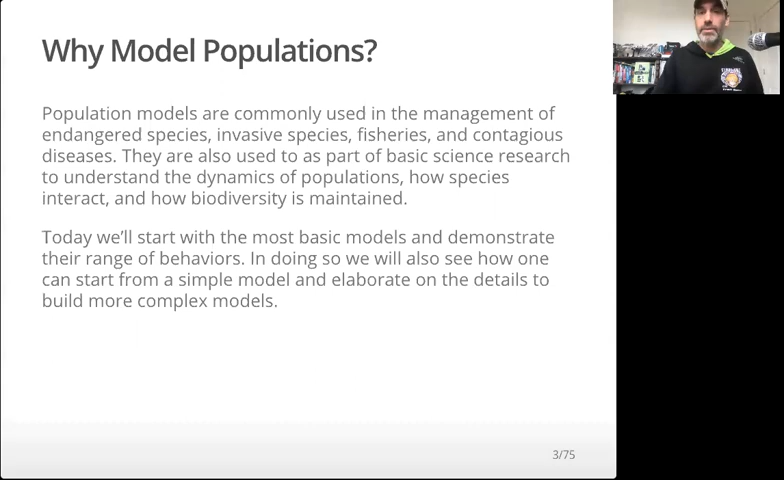 Why Model Populations?
Population models are commonly used in the management of
endangered species, invasive species, fisheries, and contagious
diseases. They are also used to as part of basic science research
to understand the dynamics of populations, how species
interact, and how biodiversity is maintained.
Today we’ll start with the most basic models and demonstrate
their range of behaviors. In doing so we will also see how one
can start from a simple model and elaborate on the details to
build more complex models.
3/75